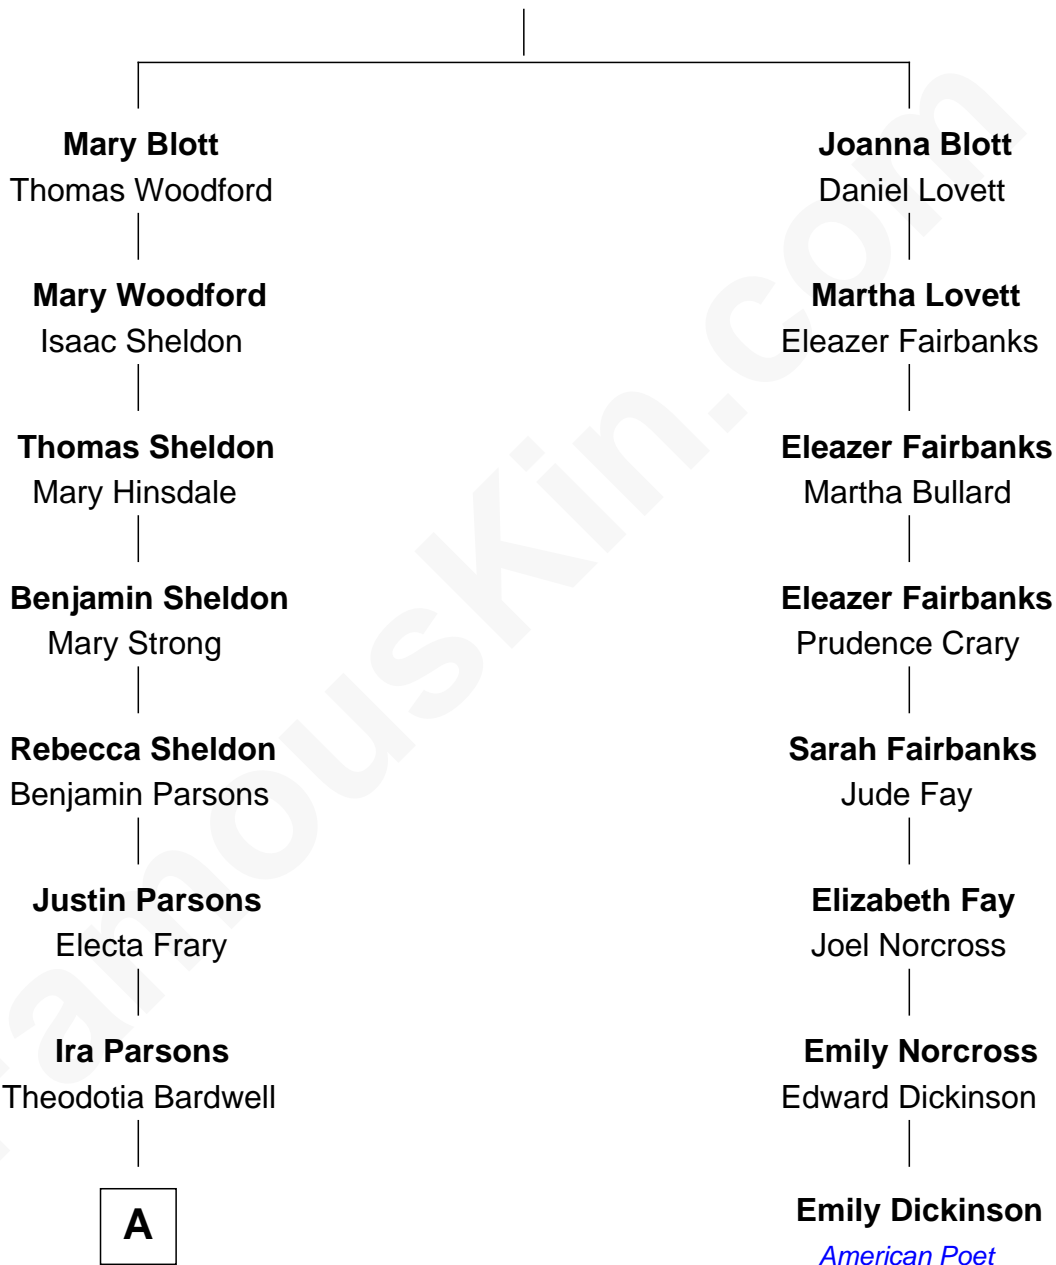 Mary Blott
Thomas Woodford
Mary Woodford
Isaac Sheldon
Thomas Sheldon
Mary Hinsdale
Benjamin Sheldon
Mary Strong
Rebecca Sheldon
Benjamin Parsons
Justin Parsons
Electa Frary
Ira Parsons
Theodotia Bardwell
A
Joanna Blott
Daniel Lovett
Martha Lovett
Eleazer Fairbanks
Eleazer Fairbanks
Martha Bullard
Eleazer Fairbanks
Prudence Crary
Sarah Fairbanks
Jude Fay
Elizabeth Fay
Joel Norcross
Emily Norcross
Edward Dickinson
Emily Dickinson
American Poet
FamousKin.com